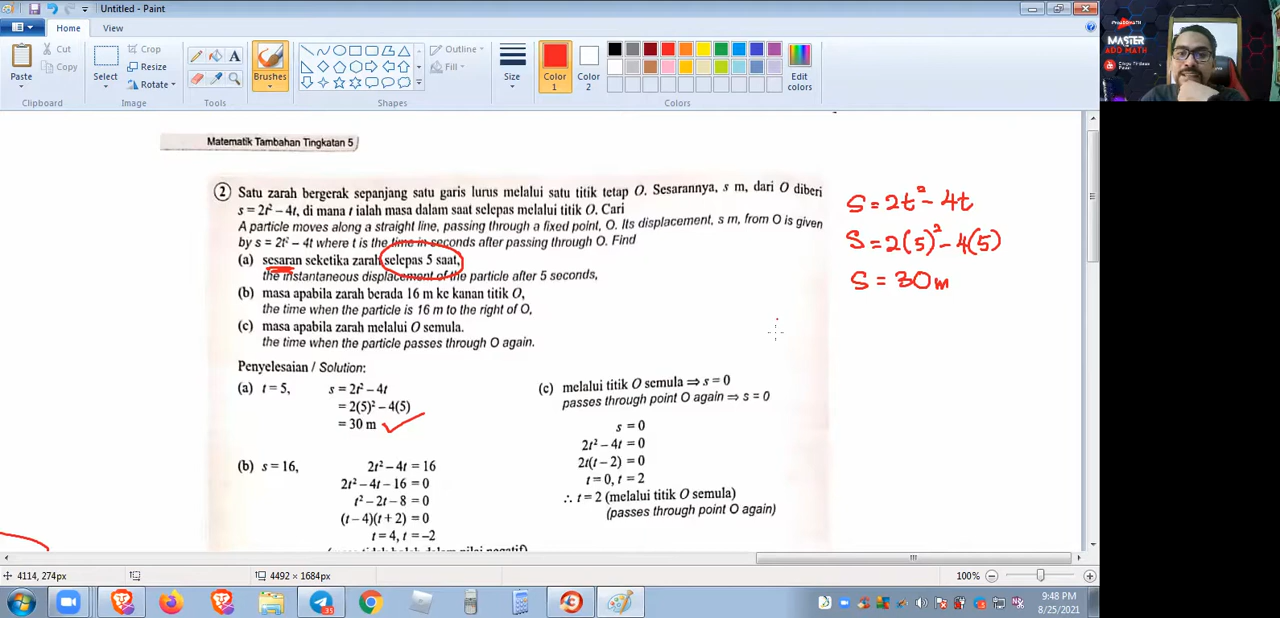 Untitled - Paint
Home
View
Paste
Cut
Copy
Clipboard
Select
Crop
Resize
Rotate
Image
A
Tools
Brushes
Outline
Fill
Shapes
Size
Color
1
Color
2
Edit
colors
Colors
MASTER
ADD MATH
Matematik Tambahan Tingkatan 5
2 Satu zarah bergerak sepanjang satu garis lurus melalui satu titik tetap O. Sesarannya, s m, dari O diberi
s = 2t² – 4t, di mana t ialah masa dalam saat selepas melalui titik O. Cari
A particle moves along a straight line, passing through a fixed point, O. Its displacement, s m, from O is given
by s = 2t² – 4t where t is the time in seconds after passing through O. Find
(a) sesaran seketika zarah selepas 5 saat,
the instantaneous displacement of the particle after 5 seconds,
(b) masa apabila zarah berada 16 m ke kanan titik O,
the time when the particle is 16 m to the right of O,
(c) masa apabila zarah melalui O semula.
the time when the particle passes through O again.
Penyelesaian / Solution:
(a) t = 5, s = 2t² – 4t
= 2(5)² – 4(5)
= 30 m
(b) s = 16, 2t² – 4t = 16
2t² – 4t – 16 = 0
t² – 2t – 8 = 0
(t – 4)(t + 2) = 0
t = 4, t = –2
(c) melalui titik O semula ⇒ s = 0
passes through point O again ⇒ s = 0
s = 0
2t² – 4t = 0
2t(t – 2) = 0
t = 0, t = 2
∴ t = 2 (melalui titik O semula)
(passes through point O again)
S = 2t² - 4t
S = 2(5)² - 4(5)
S = 30m
4114, 274px
4492 × 1684px
100%
35
9:48 PM
8/25/2021